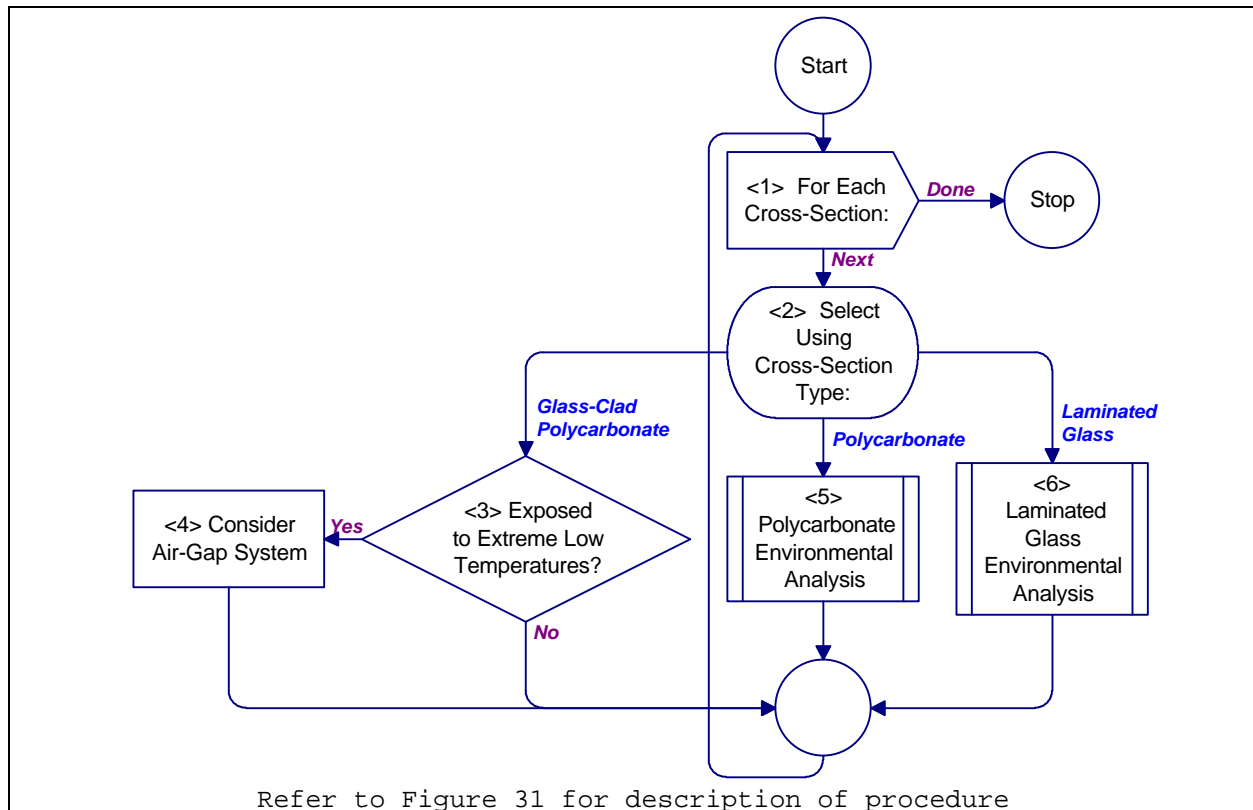 Start
<1> For Each
Cross-Section:
Done
Stop
Next
<2> Select
Using
Cross-Section
Type:
Glass-Clad
Polycarbonate
Polycarbonate
Laminated
Glass
<4> Consider
Air-Gap System
Yes
<3> Exposed
to Extreme Low
Temperatures?
No
<5>
Polycarbonate
Environmental
Analysis
<6>
Laminated
Glass
Environmental
Analysis
Refer to Figure 31 for description of procedure